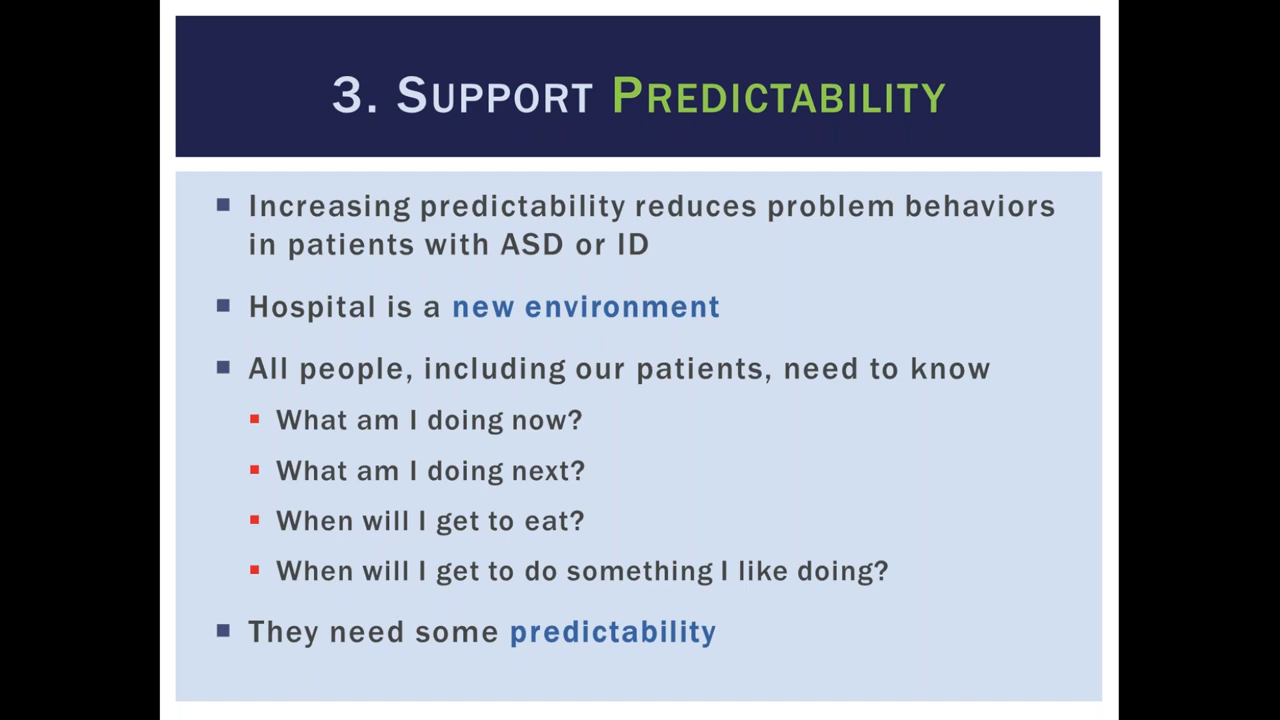 3. Support Predictability
Increasing predictability reduces problem behaviors
in patients with ASD or ID
Hospital is a new environment
All people, including our patients, need to know
What am I doing now?
What am I doing next?
When will I get to eat?
When will I get to do something I like doing?
They need some predictability